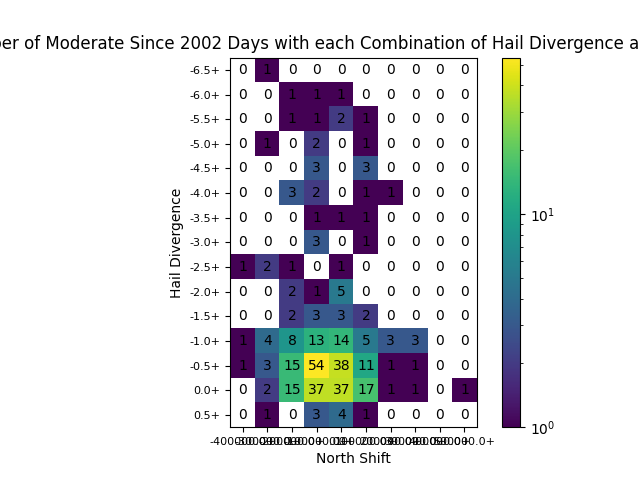 of Moderate Since 2002 Days with each Combination of Hail Divergence
-6.5+ 0 1 0 0 0 0 0 0 0 0
-6.0+ 0 0 1 1 1 0 0 0 0 0
-5.5+ 0 0 1 1 2 1 0 0 0 0
-5.0+ 0 1 0 2 0 1 0 0 0 0
-4.5+ 0 0 0 3 0 3 0 0 0 0
-4.0+ 0 0 3 2 0 1 1 0 0 0
-3.5+ 0 0 0 1 1 1 0 0 0 0
-3.0+ 0 0 0 3 0 1 0 0 0 0
-2.5+ 1 2 1 0 1 0 0 0 0 0
-2.0+ 0 0 2 1 5 0 0 0 0 0
-1.5+ 0 0 2 3 3 2 0 0 0 0
-1.0+ 1 4 8 13 14 5 3 3 0 0
-0.5+ 1 3 15 54 38 11 1 1 0 0
0.0+ 0 2 15 37 37 17 1 1 0 1
0.5+ 0 1 0 3 4 1 0 0 0 0
North Shift
Hail Divergence
10^1
10^0